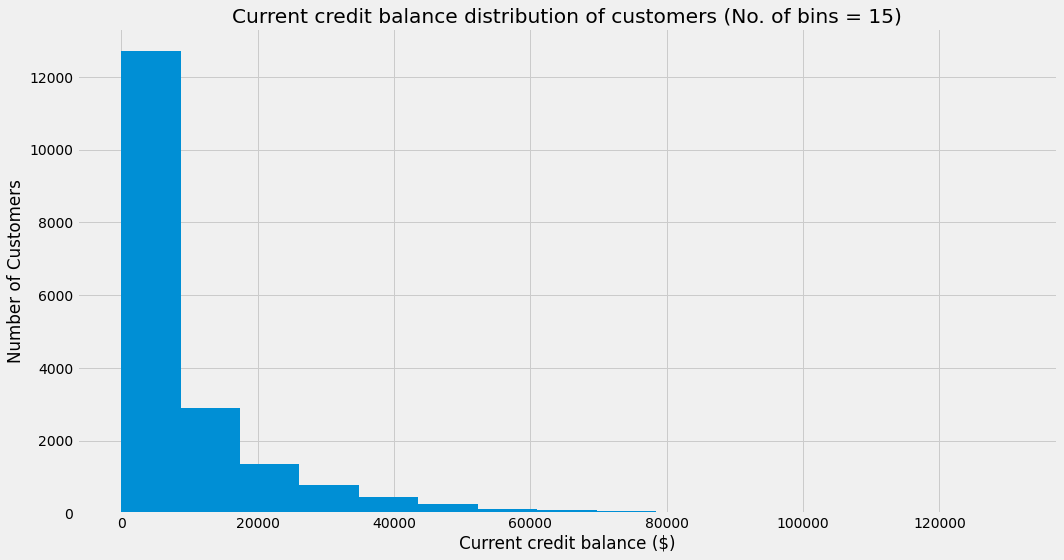 Current credit balance distribution of customers (No. of bins = 15)
Number of Customers
12000
10000
8000
6000
4000
2000
0
0 20000 40000 60000 80000 100000 120000
Current credit balance ($)